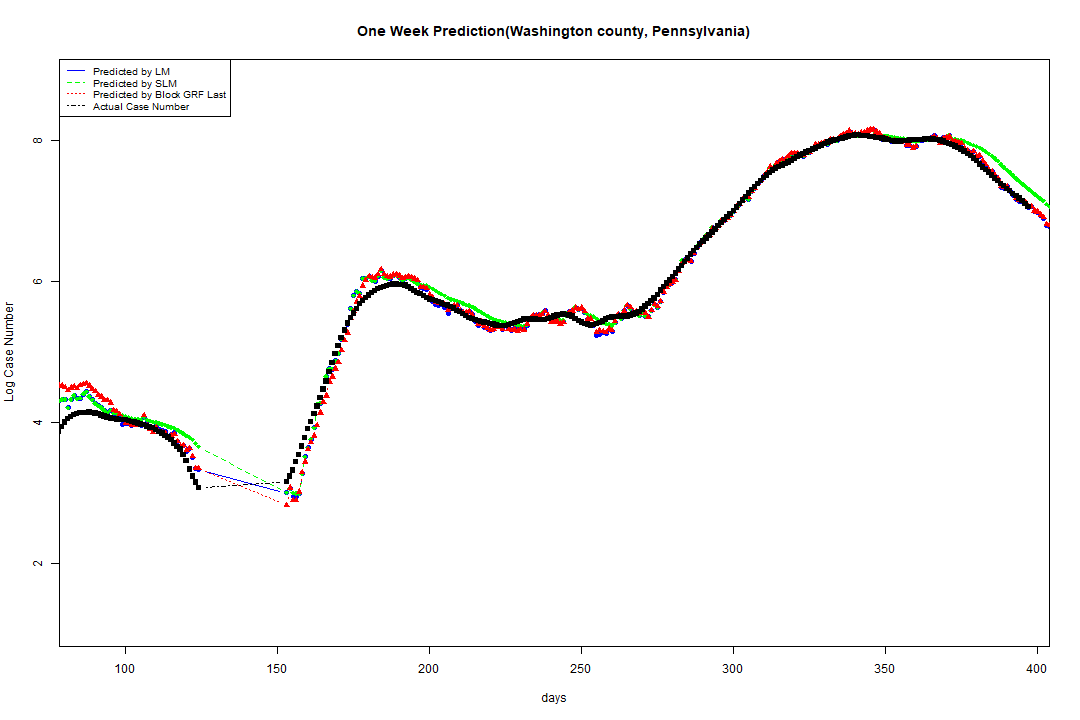 One Week Prediction(Washington county, Pennsylvania)
Predicted by LM
Predicted by SLM
Predicted by Block GRF Last
Actual Case Number
8
6
4
2
Log Case Number
100 150 200 250 300 350 400
days